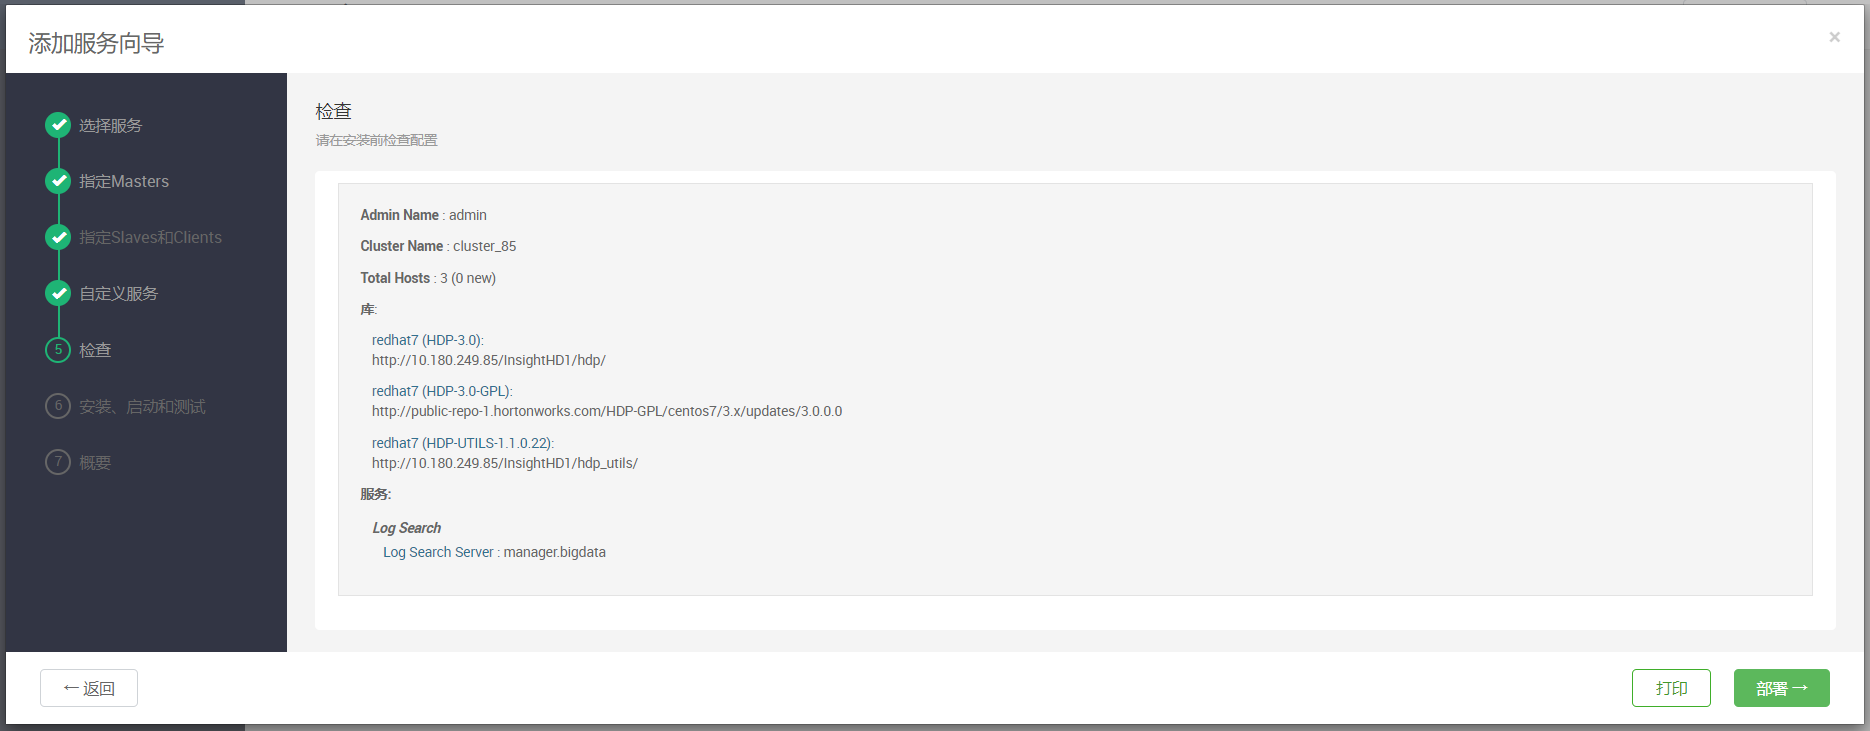 添加服务向导
×
选择服务
指定Masters
指定Slaves和Clients
自定义服务
5 检查
6 安装、启动和测试
7 概要
检查
请在安装前检查配置
Admin Name : admin
Cluster Name : cluster_85
Total Hosts : 3 (0 new)
库:
redhat7 (HDP-3.0):
http://10.180.249.85/InsightHD1/hdp/
redhat7 (HDP-3.0-GPL):
http://public-repo-1.hortonworks.com/HDP-GPL/centos7/3.x/updates/3.0.0.0
redhat7 (HDP-UTILS-1.1.0.22):
http://10.180.249.85/InsightHD1/hdp_utils/
服务:
Log Search
Log Search Server : manager.bigdata
← 返回
打印
部署 →